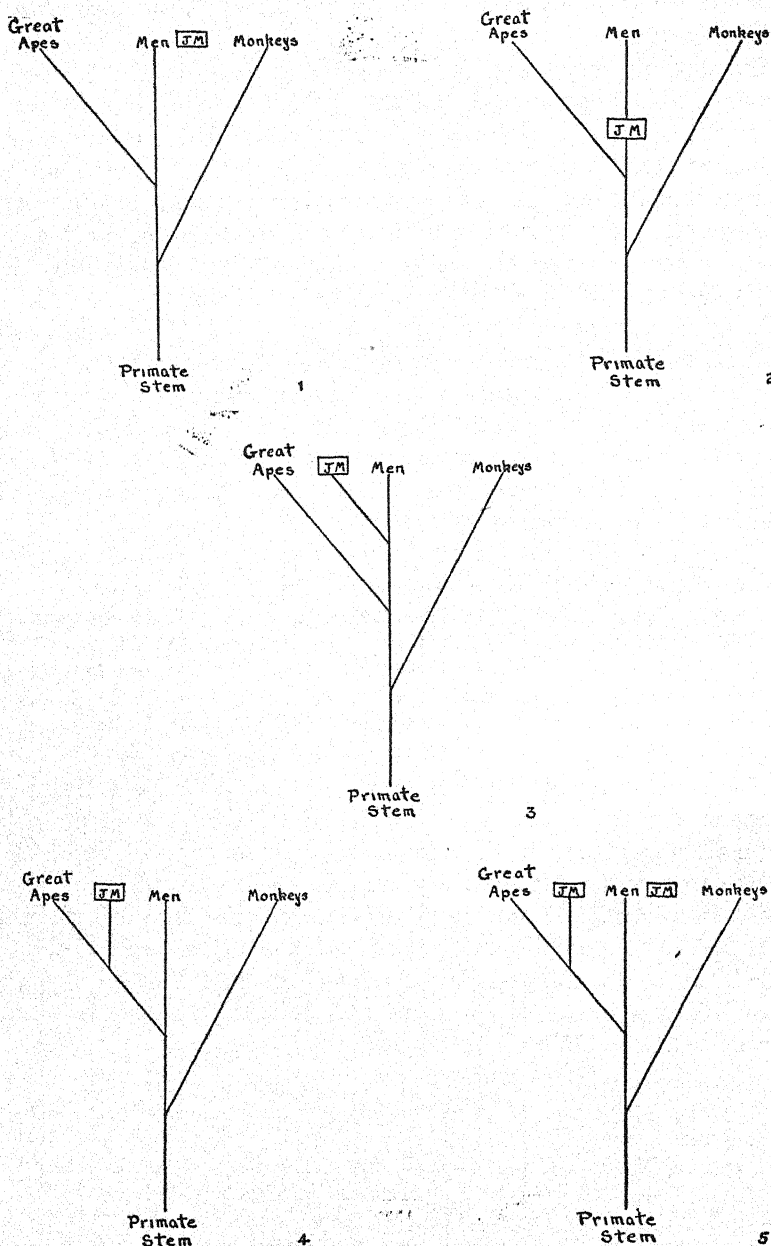 Great
Apes
Men JM
Monkeys
Primate
Stem
1
Great
Apes
Men
Monkeys
JM
Primate
Stem
2
Great
Apes
JM
Men
Monkeys
Primate
Stem
3
Great
Apes
JM
Men
Monkeys
Primate
Stem
4
Great
Apes
JM
Men JM
Monkeys
Primate
Stem
5